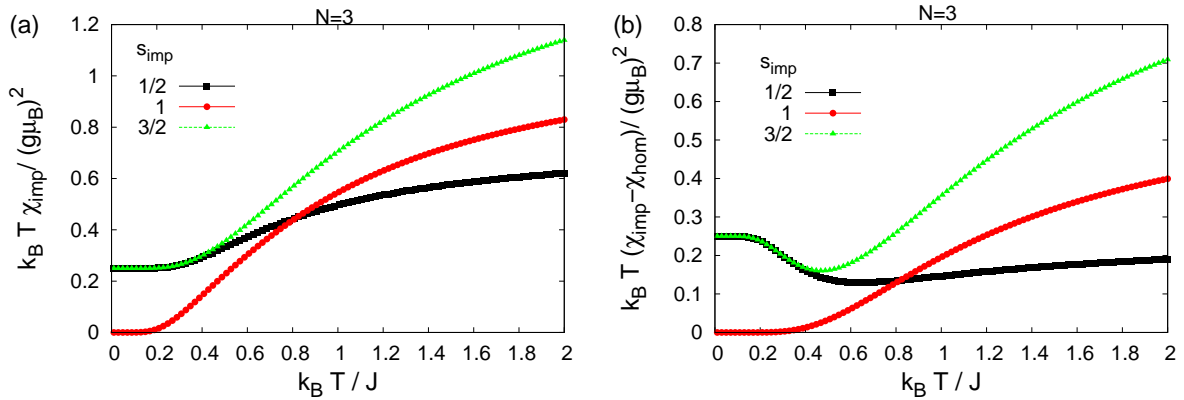 (a)
N=3
s_imp
1/2
1
3/2
k_B T χ_imp/ (gμ_B)^2
0
0.2
0.4
0.6
0.8
1
1.2
0 0.2 0.4 0.6 0.8 1 1.2 1.4 1.6 1.8 2
k_B T / J
(b)
N=3
s_imp
1/2
1
3/2
k_B T (χ_imp−χ_hom)/ (gμ_B)^2
0
0.1
0.2
0.3
0.4
0.5
0.6
0.7
0.8
0 0.2 0.4 0.6 0.8 1 1.2 1.4 1.6 1.8 2
k_B T / J